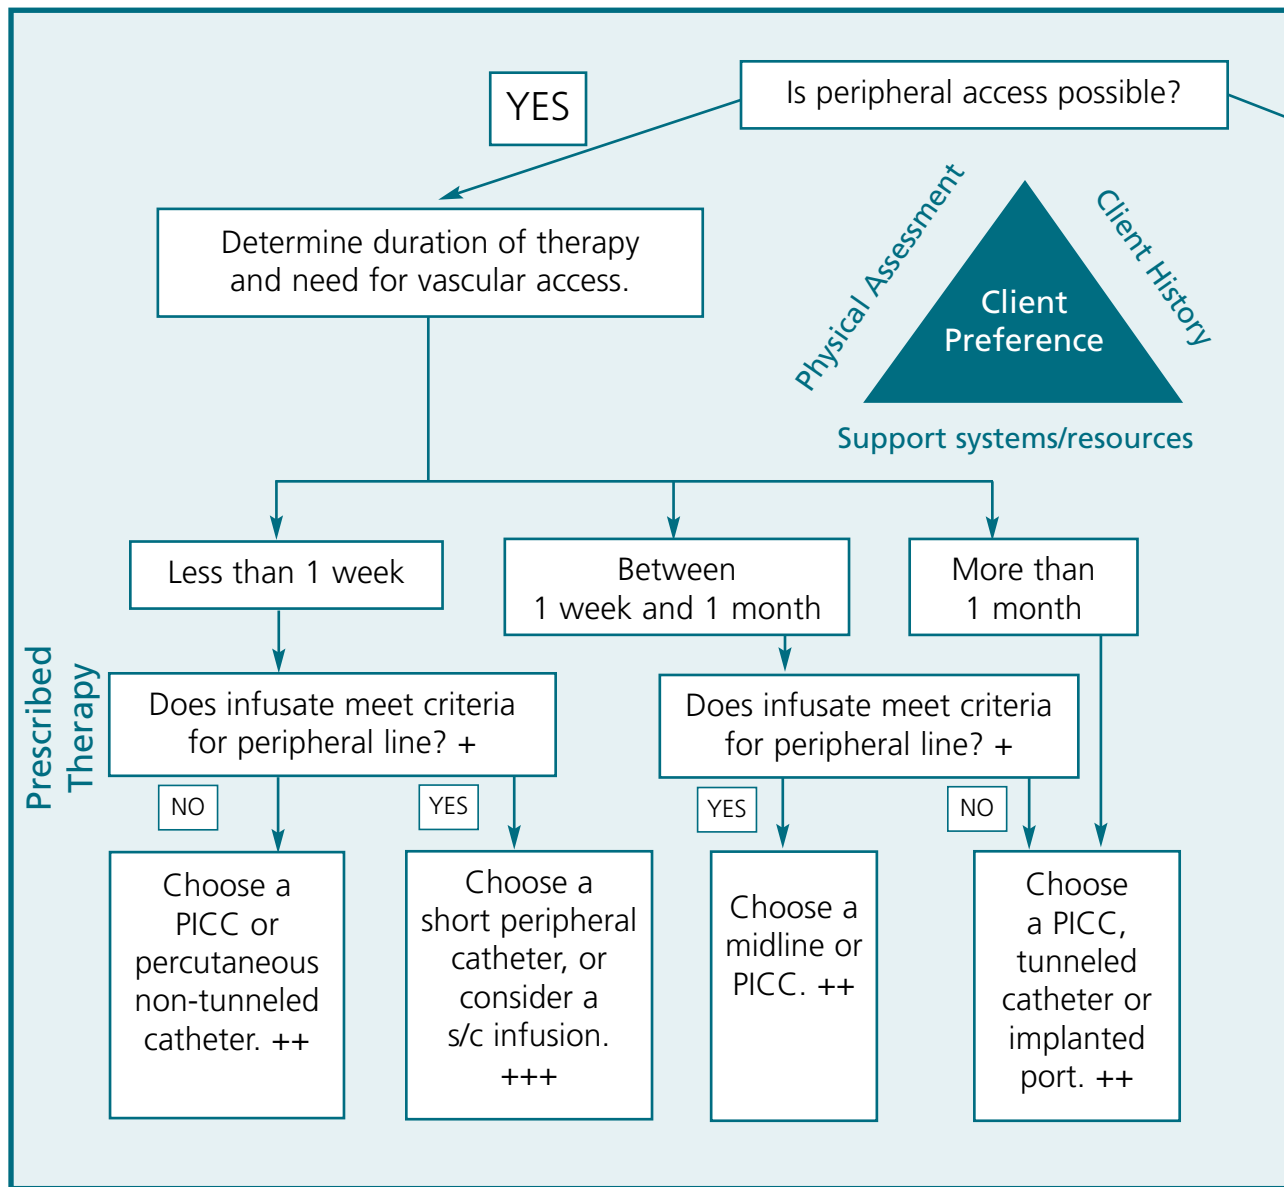 Is peripheral access possible?
YES
Determine duration of therapy
and need for vascular access.
Physical Assessment
Client History
Client
Preference
Support systems/resources
Less than 1 week
Between
1 week and 1 month
More than
1 month
Prescribed
Therapy
Does infusate meet criteria
for peripheral line? +
Does infusate meet criteria
for peripheral line? +
NO
YES
YES
NO
Choose a
PICC or
percutaneous
non-tunneled
catheter. ++
Choose a
short peripheral
catheter, or
consider a
s/c infusion.
+++
Choose a
midline or
PICC. ++
Choose
a PICC,
tunneled
catheter or
implanted
port. ++